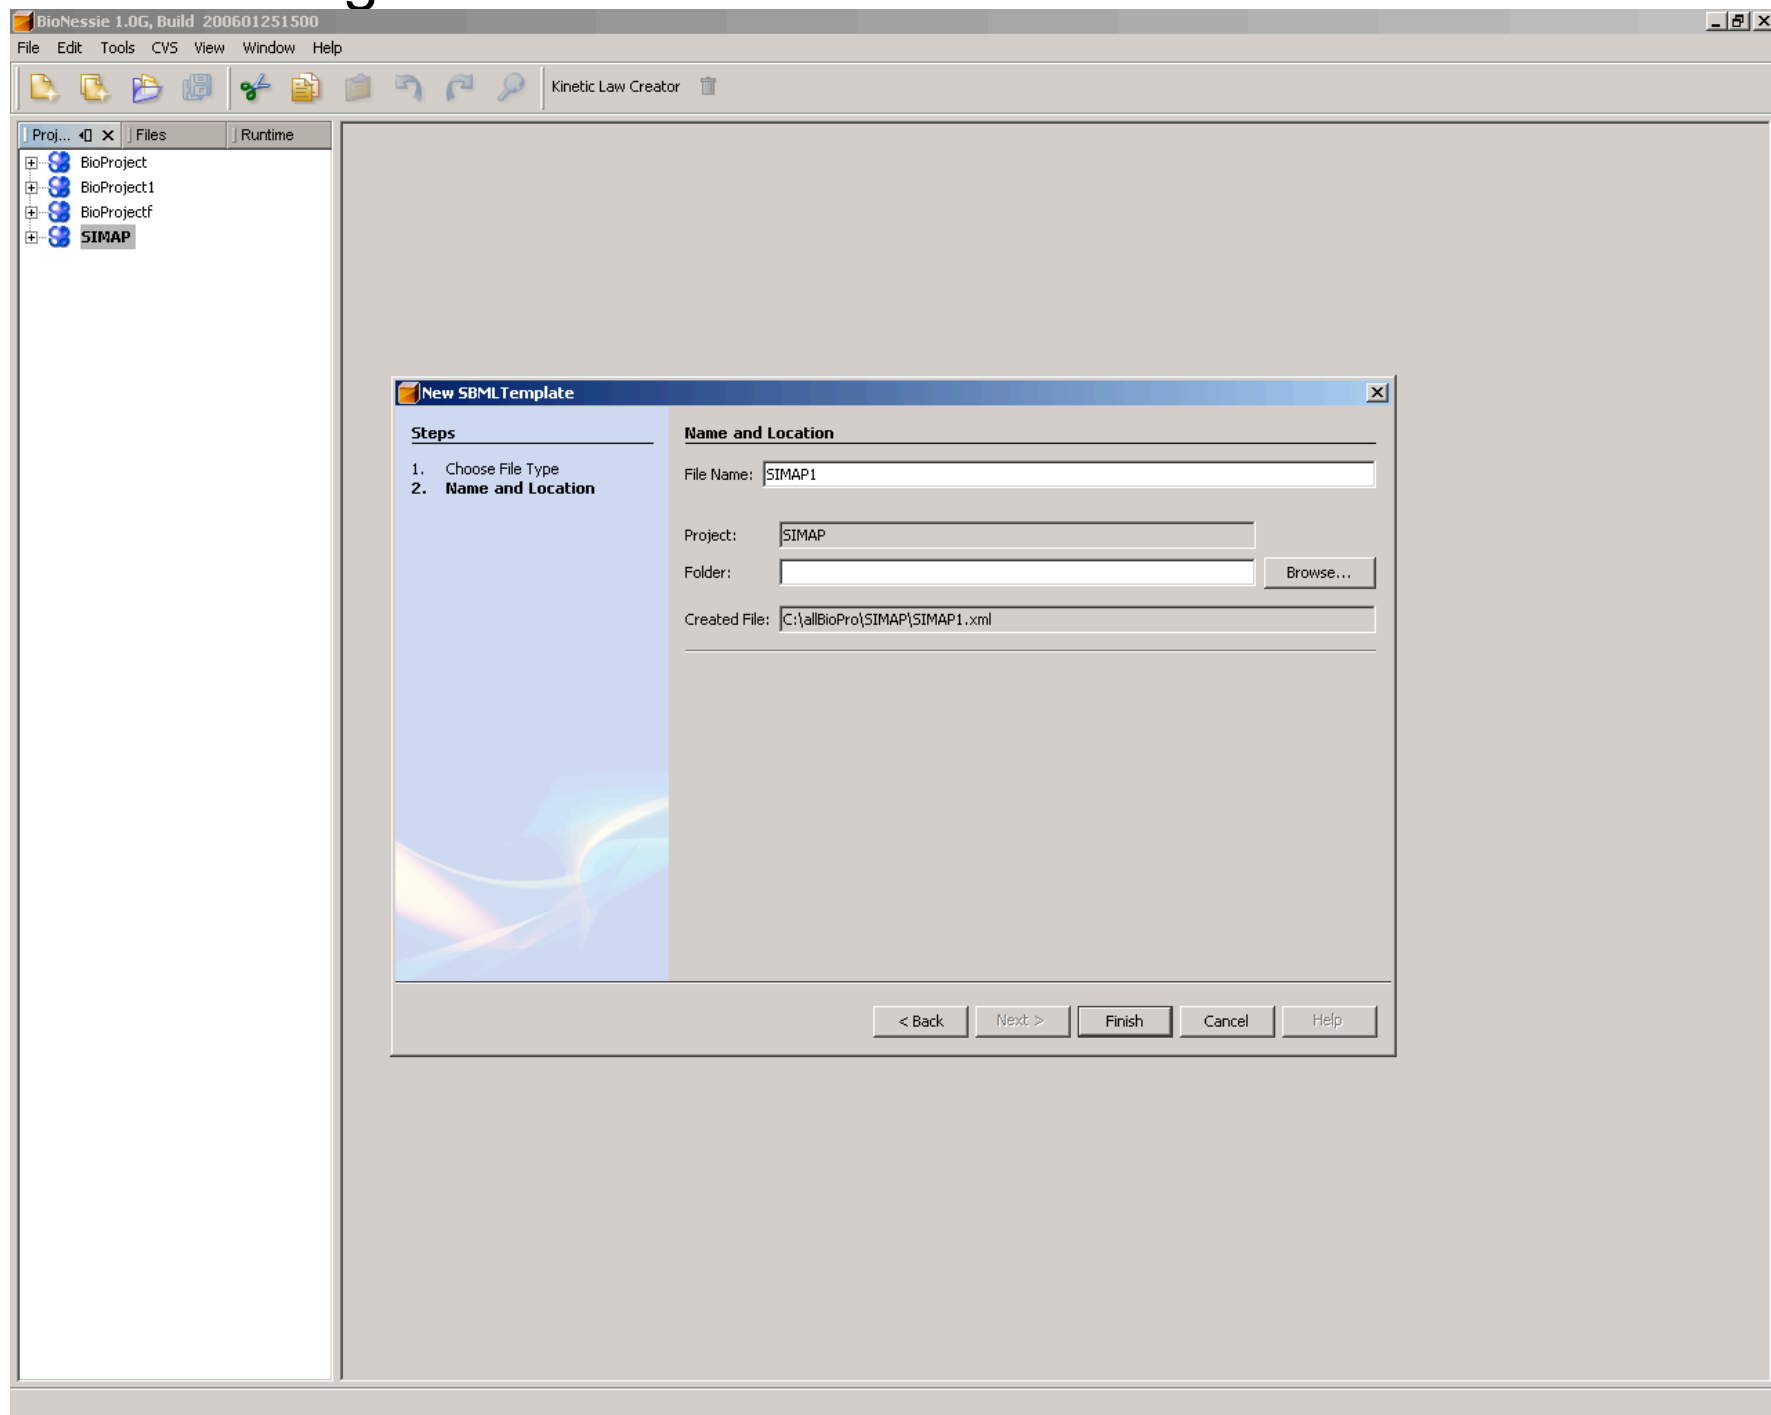 BioNessie 1.0G, Build 200601251500
File Edit Tools CVS View Window Help
Kinetic Law Creator
Proj... Files Runtime
BioProject
BioProject1
BioProjectf
SIMAP
New SBMLTemplate
Steps
1. Choose File Type
2. Name and Location
Name and Location
File Name: SIMAP1
Project: SIMAP
Folder: Browse...
Created File: C:\allBioPro\SIMAP\SIMAP1.xml
< Back Next > Finish Cancel Help